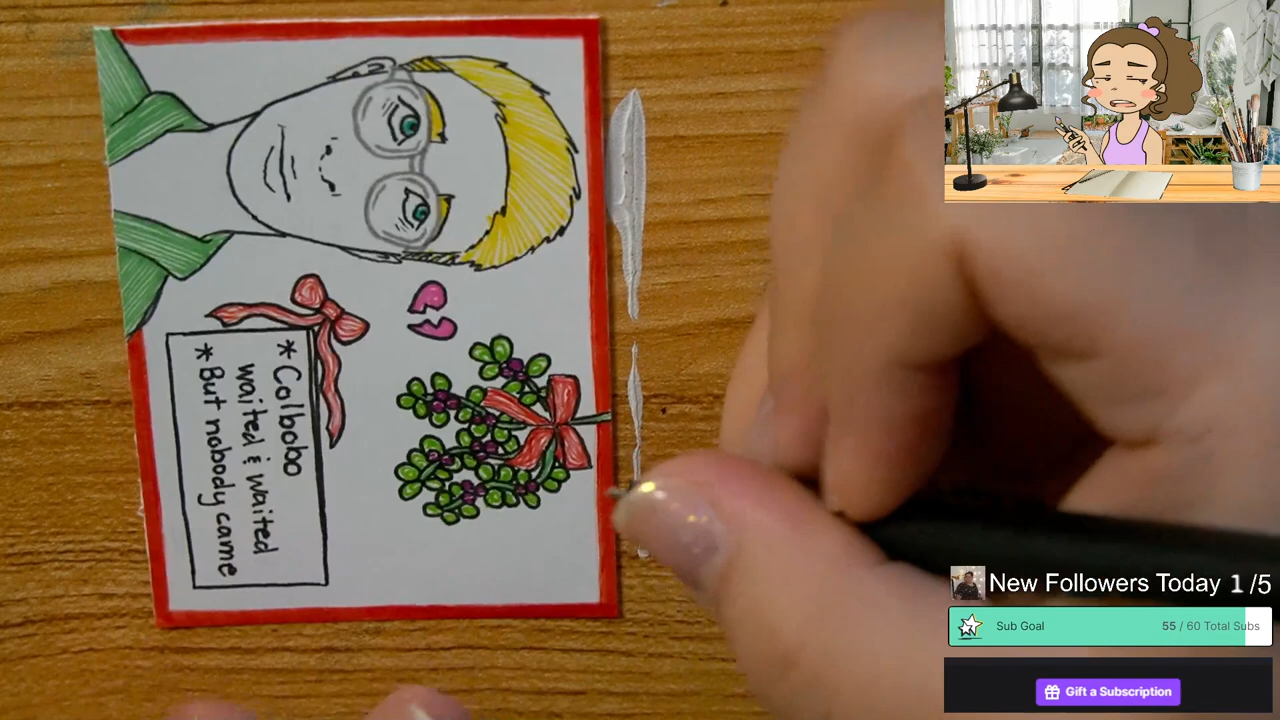 *Colbobo
waited & waited
*But nobody came
New Followers Today 1 /5
Sub Goal
55 / 60 Total Subs
Gift a Subscription